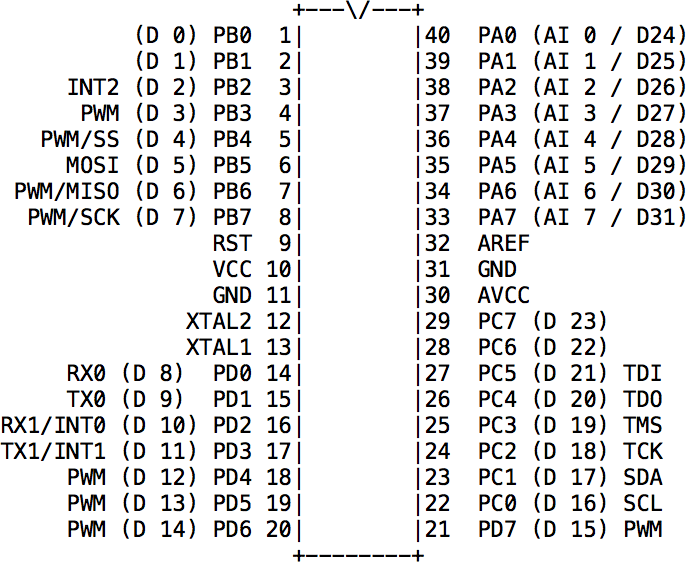 +---\/---+
          (D 0) PB0  1|        |40  PA0 (AI 0 / D24)
          (D 1) PB1  2|        |39  PA1 (AI 1 / D25)
     INT2 (D 2) PB2  3|        |38  PA2 (AI 2 / D26)
      PWM (D 3) PB3  4|        |37  PA3 (AI 3 / D27)
   PWM/SS (D 4) PB4  5|        |36  PA4 (AI 4 / D28)
     MOSI (D 5) PB5  6|        |35  PA5 (AI 5 / D29)
 PWM/MISO (D 6) PB6  7|        |34  PA6 (AI 6 / D30)
  PWM/SCK (D 7) PB7  8|        |33  PA7 (AI 7 / D31)
                RST  9|        |32  AREF
                VCC 10|        |31  GND
                GND 11|        |30  AVCC
              XTAL2 12|        |29  PC7 (D 23)
              XTAL1 13|        |28  PC6 (D 22)
     RX0 (D 8)  PD0 14|        |27  PC5 (D 21) TDI
     TX0 (D 9)  PD1 15|        |26  PC4 (D 20) TDO
RX1/INT0 (D 10) PD2 16|        |25  PC3 (D 19) TMS
TX1/INT1 (D 11) PD3 17|        |24  PC2 (D 18) TCK
     PWM (D 12) PD4 18|        |23  PC1 (D 17) SDA
     PWM (D 13) PD5 19|        |22  PC0 (D 16) SCL
     PWM (D 14) PD6 20|        |21  PD7 (D 15) PWM
                      +--------+